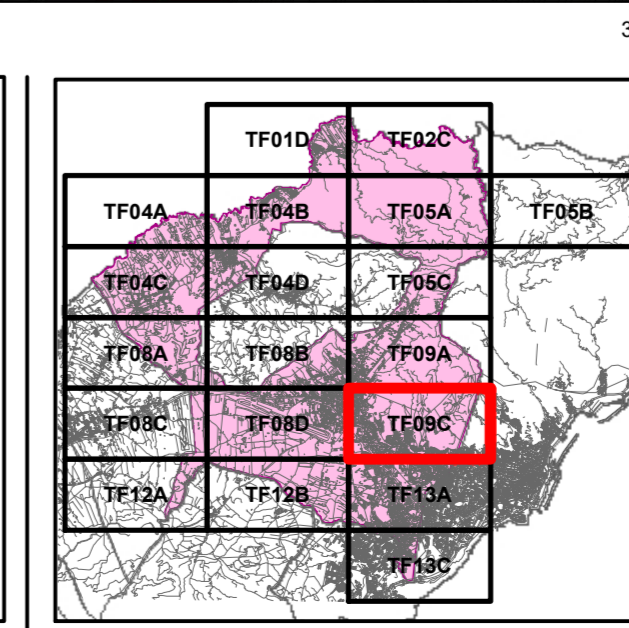 3
TF01D TF02C
TF04A TF04B TF05A TF05B
TF04C TF04D TF05C
TF08A TF08B TF09A
TF08C TF08D TF09C
TF12A TF12B TF13A
TF13C